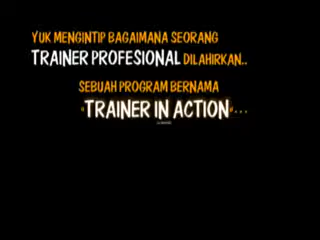 YUK MENGINTIP BAGAIMANA SEORANG
TRAINER PROFESIONAL DILAHIRKAN..
SEBUAH PROGRAM BERNAMA
"TRAINER IN ACTION"...